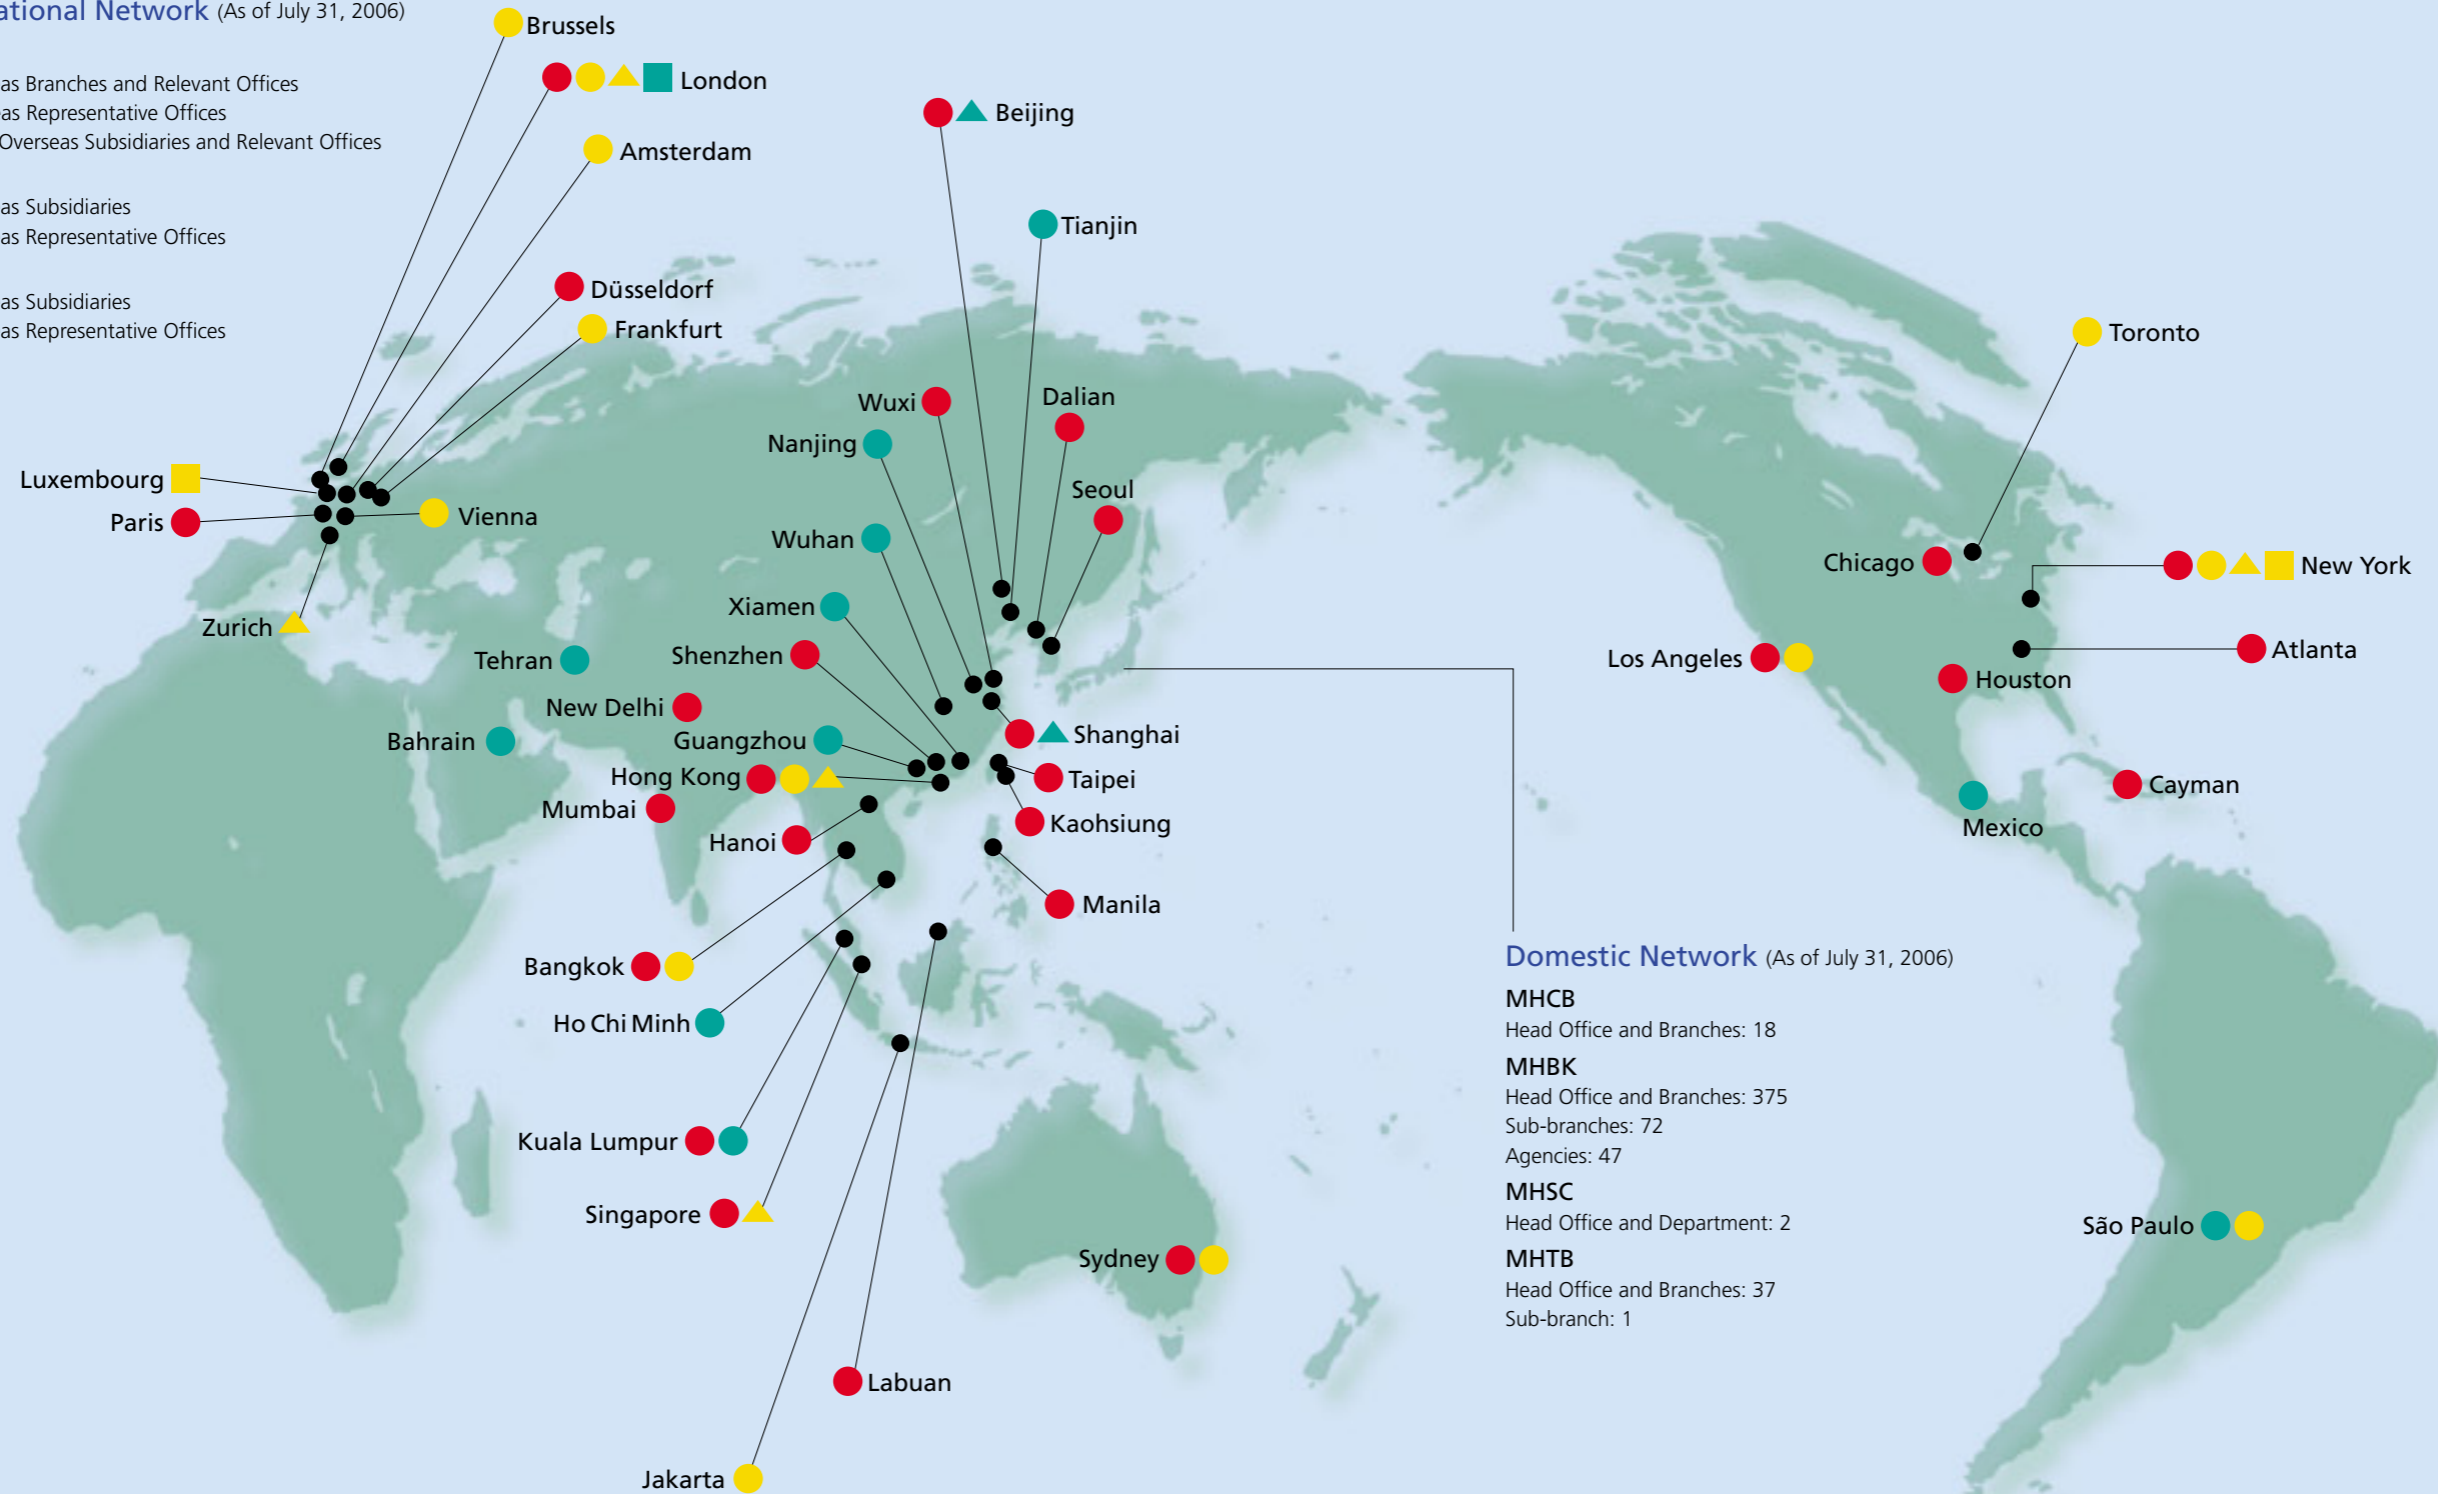 ational Network (As of July 31, 2006)
as Branches and Relevant Offices
as Representative Offices
Overseas Subsidiaries and Relevant Offices
as Subsidiaries
as Representative Offices
as Subsidiaries
as Representative Offices
Brussels
London
Amsterdam
Düsseldorf
Frankfurt
Luxembourg
Paris
Vienna
Zurich
Beijing
Tianjin
Wuxi
Dalian
Nanjing
Seoul
Wuhan
Xiamen
Shenzhen
Tehran
New Delhi
Bahrain
Guangzhou
Shanghai
Hong Kong
Taipei
Mumbai
Kaohsiung
Hanoi
Manila
Bangkok
Ho Chi Minh
Kuala Lumpur
Singapore
Sydney
Labuan
Jakarta
Toronto
Chicago
New York
Los Angeles
Atlanta
Houston
Cayman
Mexico
São Paulo
Domestic Network (As of July 31, 2006)
MHCB
Head Office and Branches: 18
MHBK
Head Office and Branches: 375
Sub-branches: 72
Agencies: 47
MHSC
Head Office and Department: 2
MHTB
Head Office and Branches: 37
Sub-branch: 1